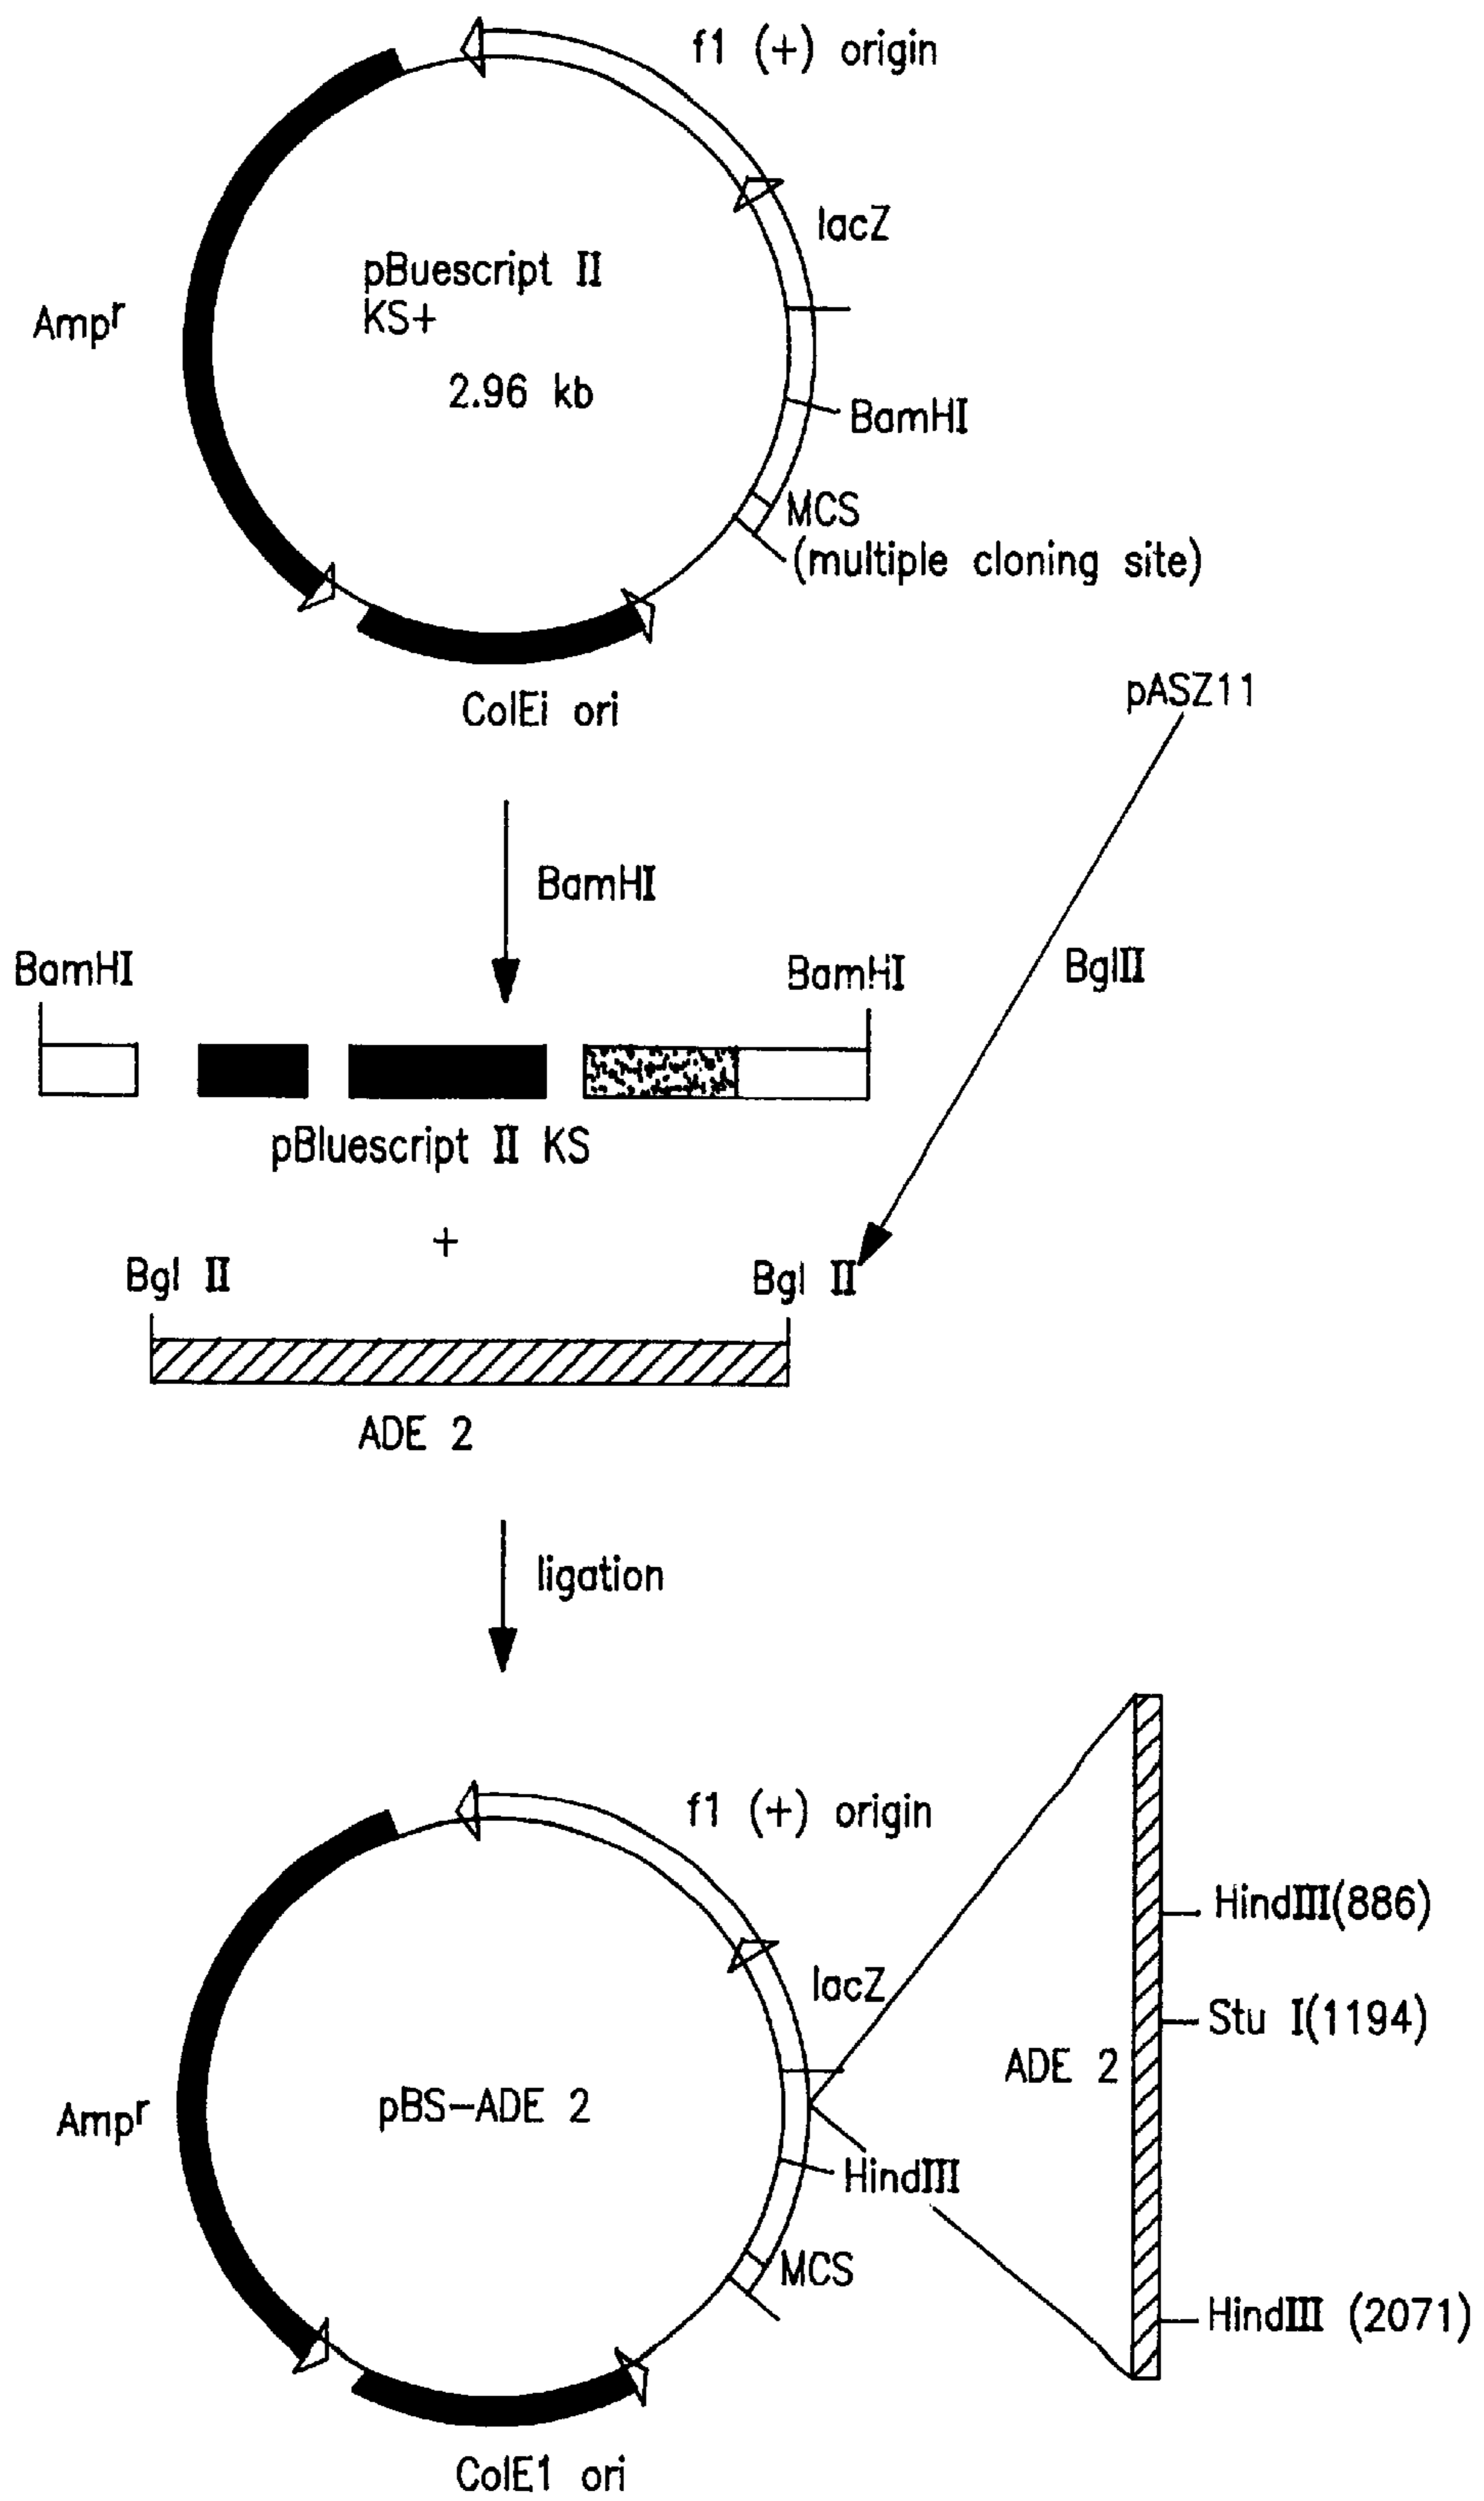 f1 (+) origin
lacZ
pBuescript II
KS+
2.96 kb
Ampr
BamHI
MCS
(multiple cloning site)
ColEi ori
pASZ11
BamHI
BglII
BamHI
BamHI
pBluescript II KS
+
Bgl II
Bgl II
ADE 2
ligation
f1 (+) origin
lacZ
HindIII(886)
Stu I(1194)
ADE 2
Ampr
pBS-ADE 2
HindIII
MCS
HindIII (2071)
ColE1 ori